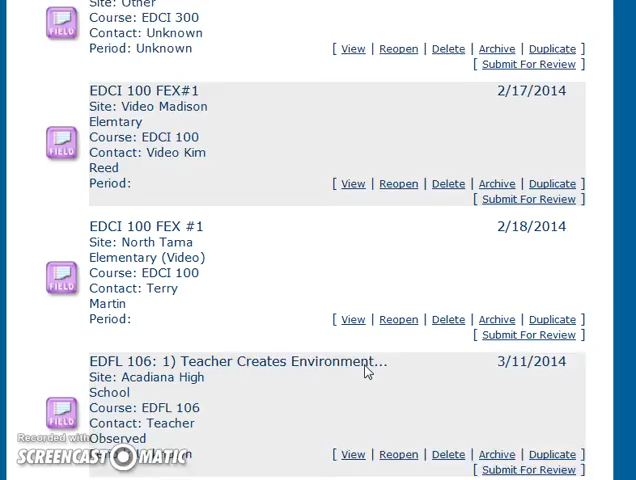 Site: Other
Course: EDCI 300
FIELD
Contact: Unknown
Period: Unknown [ View | Reopen | Delete | Archive | Duplicate ]
[ Submit For Review ]
EDCI 100 FEX#1 2/17/2014
Site: Video Madison
Elemtary
Course: EDCI 100
FIELD
Contact: Video Kim
Reed
Period: [ View | Reopen | Delete | Archive | Duplicate ]
[ Submit For Review ]
EDCI 100 FEX #1 2/18/2014
Site: North Tama
Elementary (Video)
Course: EDCI 100
FIELD
Contact: Terry
Martin
Period: [ View | Reopen | Delete | Archive | Duplicate ]
[ Submit For Review ]
EDFL 106: 1) Teacher Creates Environment... 3/11/2014
Site: Acadiana High
School
Course: EDFL 106
FIELD
Contact: Teacher
Observed
[ View | Reopen | Delete | Archive | Duplicate ]
[ Submit For Review ]
Recorded with
SCREENCAST-O-MATIC